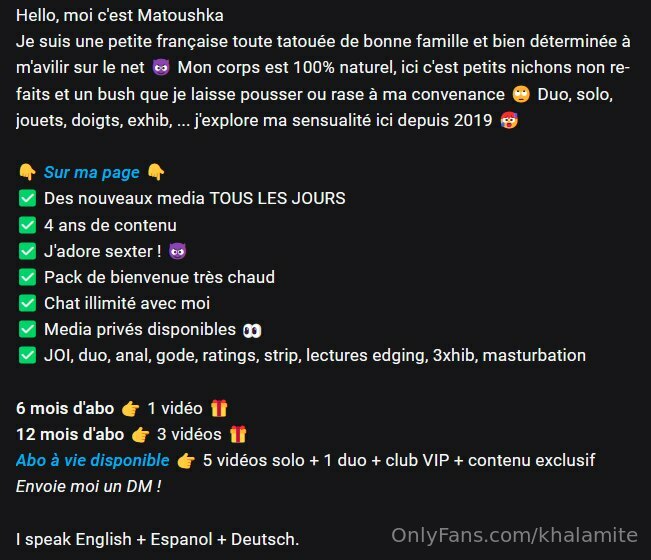 Hello, moi c'est Matoushka
Je suis une petite française toute tatouée de bonne famille et bien déterminée à
m'avilir sur le net 😈 Mon corps est 100% naturel, ici c'est petits nichons non re-
faits et un bush que je laisse pousser ou rase à ma convenance 🙄 Duo, solo,
jouets, doigts, exhib, ... j'explore ma sensualité ici depuis 2019 🥵
👇 Sur ma page 👇
✅ Des nouveaux media TOUS LES JOURS
✅ 4 ans de contenu
✅ J'adore sexter ! 😈
✅ Pack de bienvenue très chaud
✅ Chat illimité avec moi
✅ Media privés disponibles 👀
✅ JOI, duo, anal, gode, ratings, strip, lectures edging, 3xhib, masturbation
6 mois d'abo 👉 1 vidéo 🎁
12 mois d'abo 👉 3 vidéos 🎁
Abo à vie disponible 👉 5 vidéos solo + 1 duo + club VIP + contenu exclusif
Envoie moi un DM !
I speak English + Espanol + Deutsch.
OnlyFans.com/khalamite